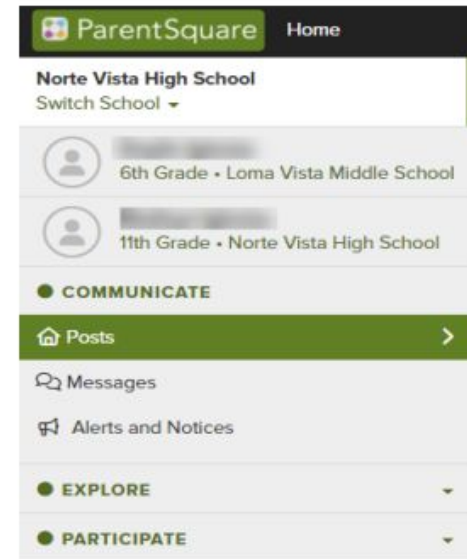 ParentSquare Home
Norte Vista High School
Switch School
6th Grade • Loma Vista Middle School
11th Grade • Norte Vista High School
COMMUNICATE
Posts
Messages
Alerts and Notices
EXPLORE
PARTICIPATE